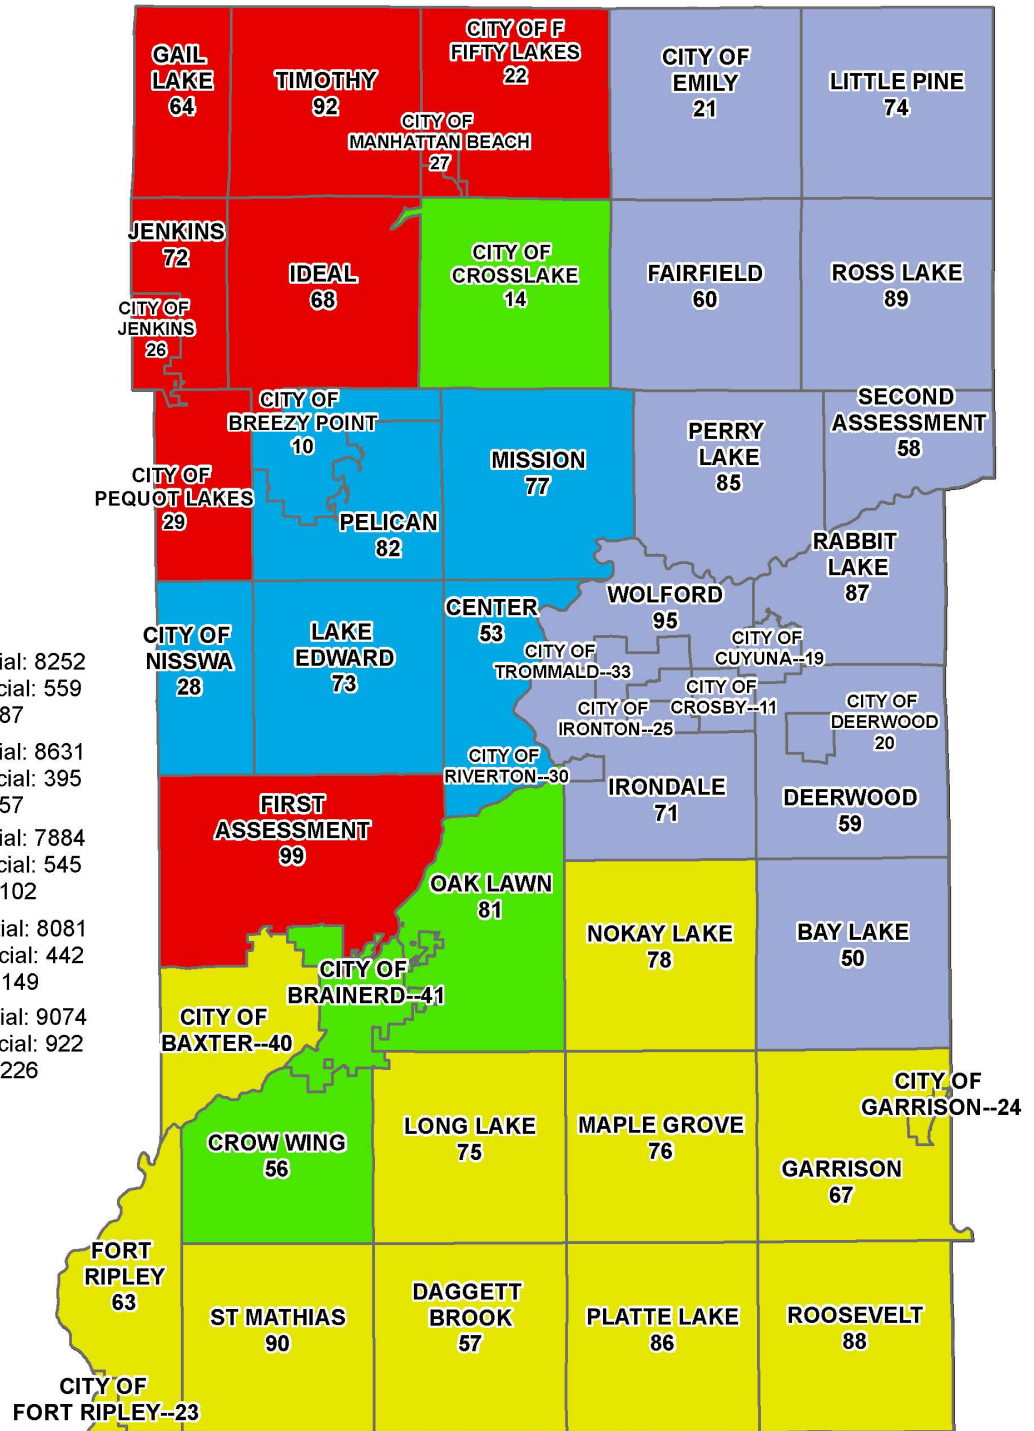 CITY OF F
FIFTY LAKES
22
GAIL
LAKE
64
TIMOTHY
92
CITY OF
EMILY
21
LITTLE PINE
74
CITY OF
MANHATTAN BEACH
27
JENKINS
72
IDEAL
68
CITY OF
CROSSLAKE
14
FAIRFIELD
60
ROSS LAKE
89
CITY OF
JENKINS
26
CITY OF
BREEZY POINT
10
SECOND
ASSESSMENT
58
PERRY
LAKE
85
MISSION
77
CITY OF
PEQUOT LAKES
29
PELICAN
82
RABBIT
LAKE
87
WOLFORD
95
CENTER
53
CITY OF
NISSWA
28
LAKE
EDWARD
73
CITY OF
TROMMALD--33
CITY OF
CUYUNA--19
CITY OF
CROSBY--11
CITY OF
IRONTON--25
CITY OF
DEERWOOD
20
CITY OF
RIVERTON--30
IRONDALE
71
DEERWOOD
59
ial: 8252
cial: 559
87
ial: 8631
cial: 395
57
ial: 7884
cial: 545
102
ial: 8081
cial: 442
149
ial: 9074
cial: 922
226
FIRST
ASSESSMENT
99
OAK LAWN
81
NOKAY LAKE
78
BAY LAKE
50
CITY OF
BRAINERD--41
CITY OF
BAXTER--40
CITY OF
GARRISON--24
CROW WING
56
LONG LAKE
75
MAPLE GROVE
76
GARRISON
67
FORT
RIPLEY
63
ST MATHIAS
90
DAGGETT
BROOK
57
PLATTE LAKE
86
ROOSEVELT
88
CITY OF
FORT RIPLEY--23